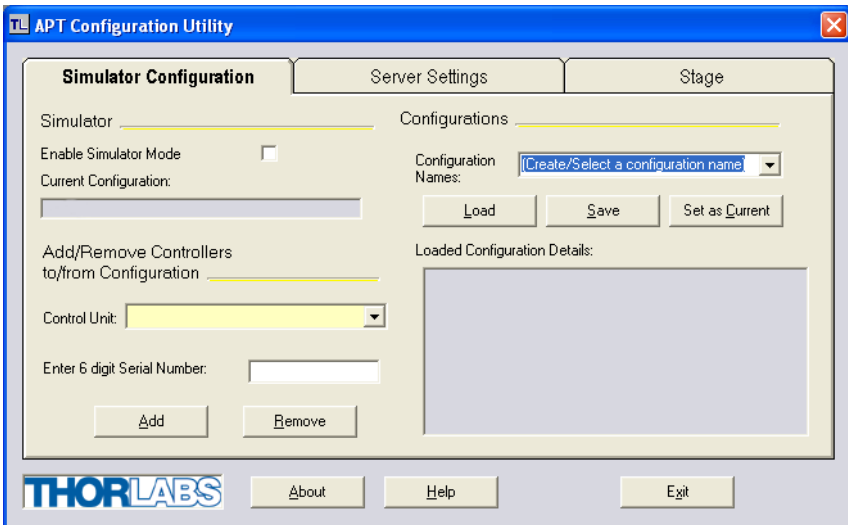 TL APT Configuration Utility
Simulator Configuration
Server Settings
Stage
Simulator
Enable Simulator Mode
Current Configuration:
Add/Remove Controllers
to/from Configuration
Control Unit:
Enter 6 digit Serial Number:
Add
Remove
Configurations
Configuration
Names:
(Create/Select a configuration name)
Load
Save
Set as Current
Loaded Configuration Details:
THORLABS
About
Help
Exit